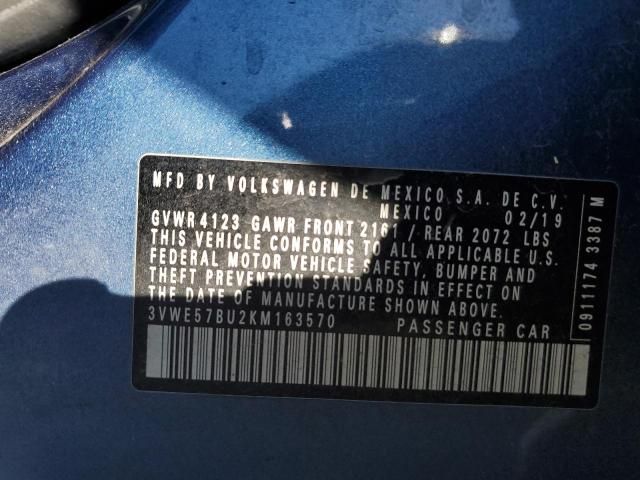 MFD BY VOLKSWAGEN DE MEXICO S.A. DE C.V.
MEXICO 02/19
GVWR 4123 GAWR FRONT 2161 / REAR 2072 LBS
THIS VEHICLE CONFORMS TO ALL APPLICABLE U.S.
FEDERAL MOTOR VEHICLE SAFETY, BUMPER AND
THEFT PREVENTION STANDARDS IN EFFECT ON
THE DATE OF MANUFACTURE SHOWN ABOVE.
3VWE57BU2KM163570 PASSENGER CAR
09111174 3387 M